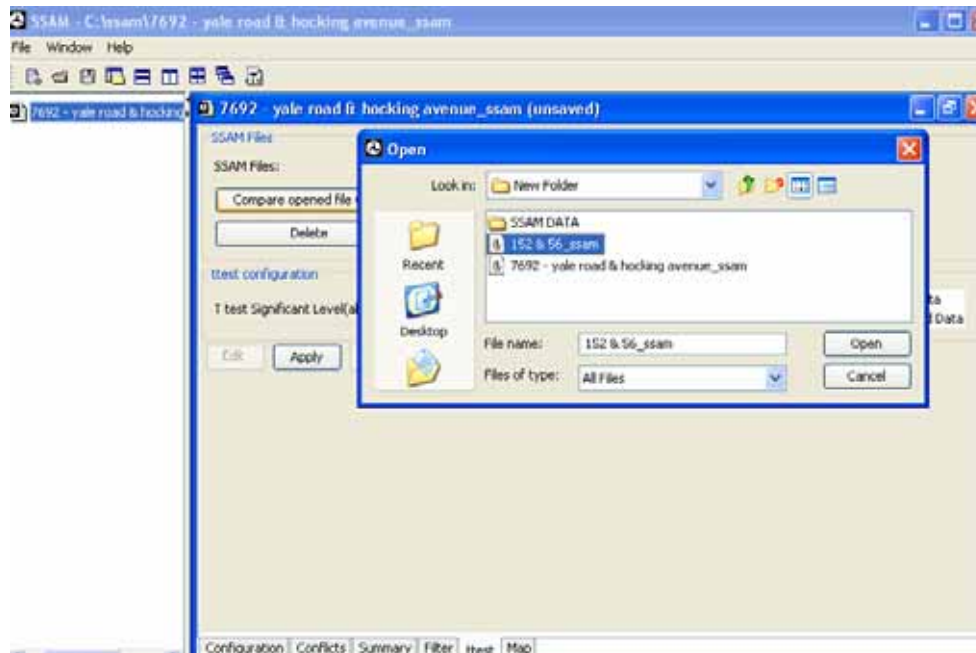 SSAM - C:\ssam\7692 - yale road & hocking avenue_ssam
File Window Help
7692 - yale road & hocking
7692 - yale road & hocking avenue_ssam (unsaved)
SSAM Files
SSAM Files:
Compare opened file
Delete
ttest configuration
T test Significant Level(al
Edit
Apply
Open
Look in:
New Folder
SSAM DATA
152 & 56_ssam
7692 - yale road & hocking avenue_ssam
Recent
Desktop
File name:
152 & 56_ssam
Open
Files of type:
All Files
Cancel
ta
d Data
Configuration Conflicts Summary Filter ttest Map